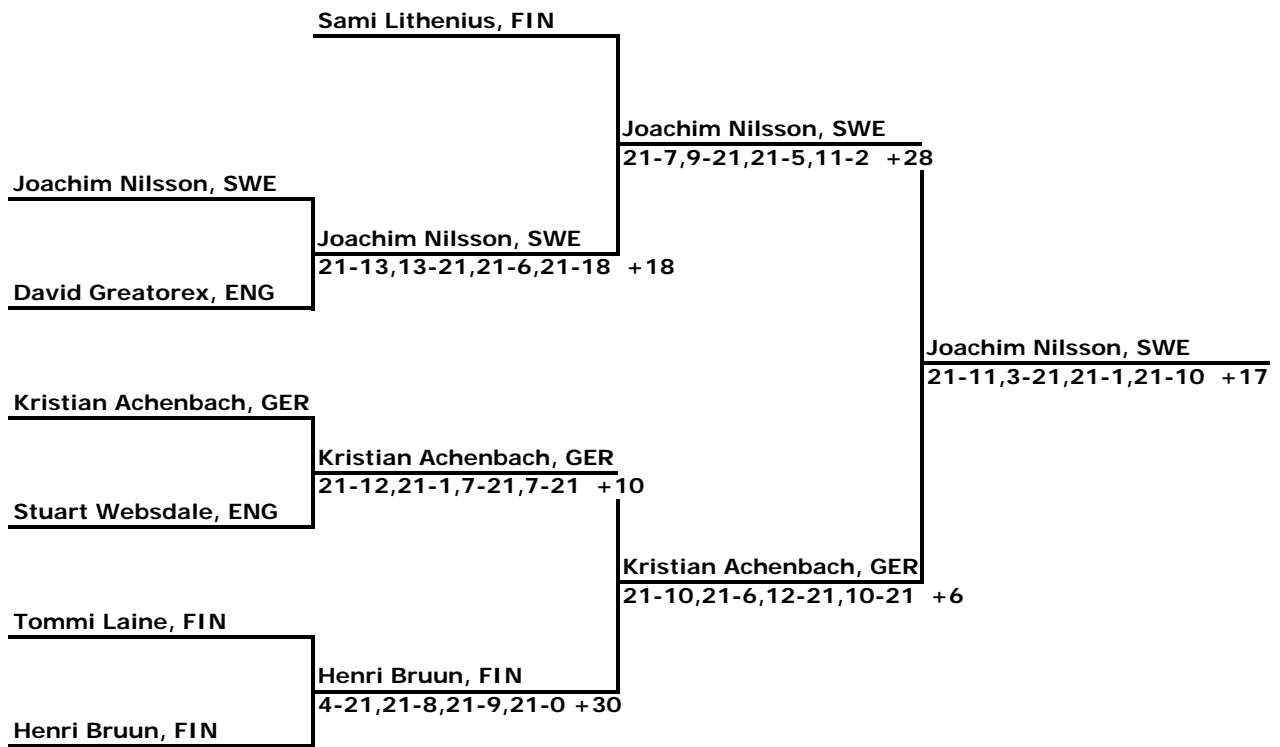 Sami Lithenius, FIN
Joachim Nilsson, SWE
21-7,9-21,21-5,11-2 +28
Joachim Nilsson, SWE
Joachim Nilsson, SWE
21-13,13-21,21-6,21-18 +18
David Greatorex, ENG
Joachim Nilsson, SWE
21-11,3-21,21-1,21-10 +17
Kristian Achenbach, GER
Kristian Achenbach, GER
21-12,21-1,7-21,7-21 +10
Stuart Websdale, ENG
Kristian Achenbach, GER
21-10,21-6,12-21,10-21 +6
Tommi Laine, FIN
Henri Bruun, FIN
4-21,21-8,21-9,21-0 +30
Henri Bruun, FIN